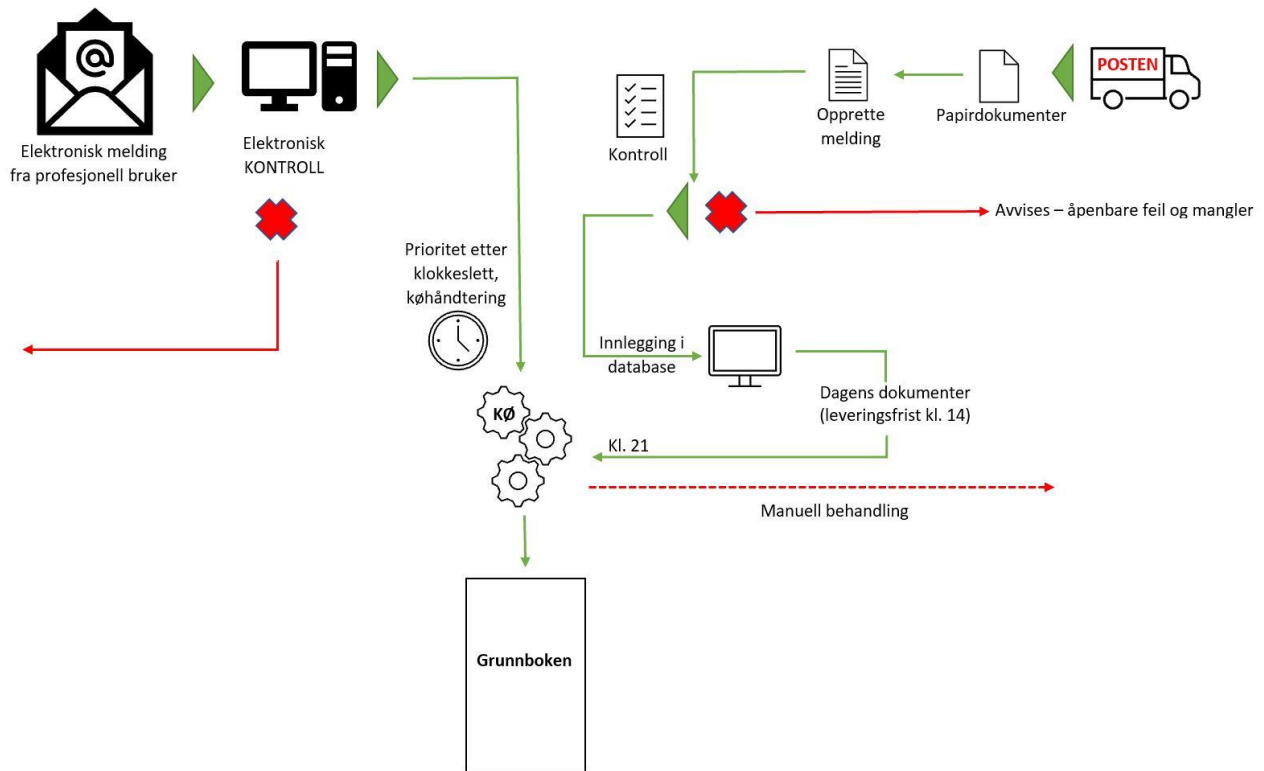 @
Elektronisk melding
fra profesjonell bruker
Elektronisk
KONTROLL
POSTEN
Papirdokumenter
Opprette
melding
Kontroll
Avvises – åpenbare feil og mangler
Prioritet etter
klokkeslett,
køhåndtering
Innlegging i
database
Dagens dokumenter
(leveringsfrist kl. 14)
KØ
Kl. 21
Manuell behandling
Grunnboken